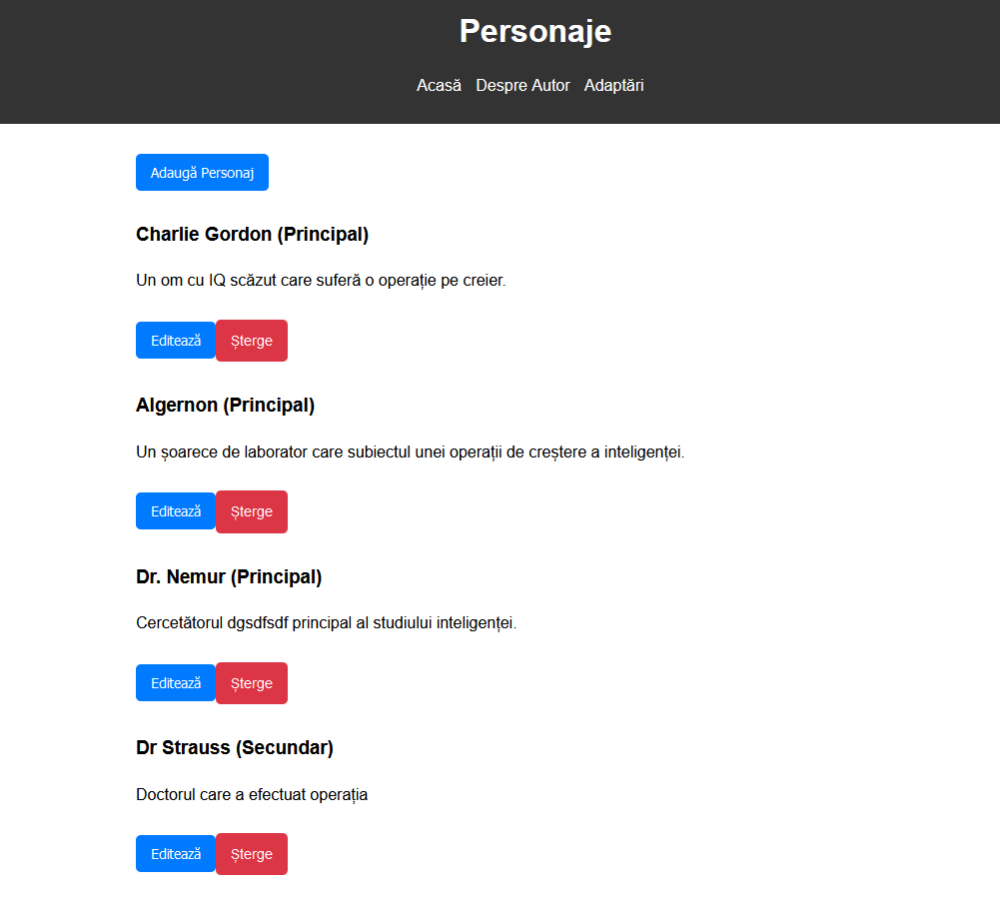 Personaje
Acasă Despre Autor Adaptări
Adaugă Personaj
Charlie Gordon (Principal)
Un om cu IQ scăzut care suferă o operație pe creier.
Editează Șterge
Algernon (Principal)
Un șoarece de laborator care subiectul unei operații de creștere a inteligenței.
Editează Șterge
Dr. Nemur (Principal)
Cercetătorul dgsdfsdf principal al studiului inteligenței.
Editează Șterge
Dr Strauss (Secundar)
Doctorul care a efectuat operația
Editează Șterge